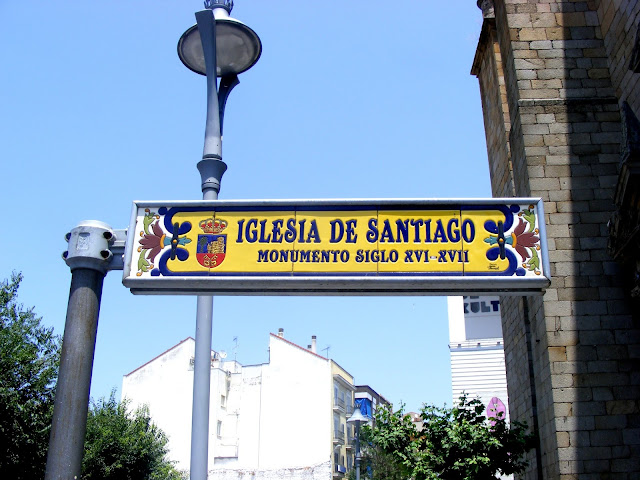 IGLESIA DE SANTIAGO
MONUMENTO SIGLO XVI-XVII